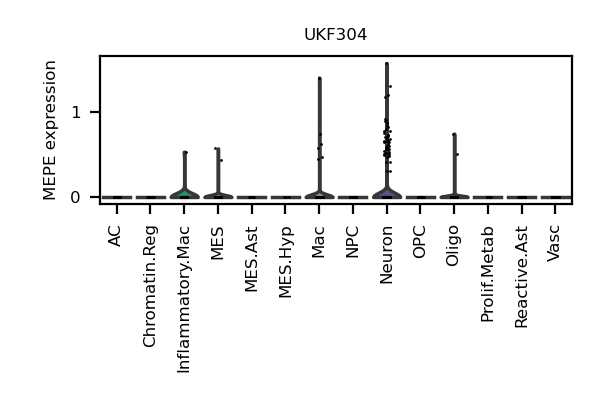 UKF304
MEPE expression
1
0
AC
Chromatin.Reg
Inflammatory.Mac
MES
MES.Ast
MES.Hyp
Mac
NPC
Neuron
OPC
Oligo
Prolif.Metab
Reactive.Ast
Vasc